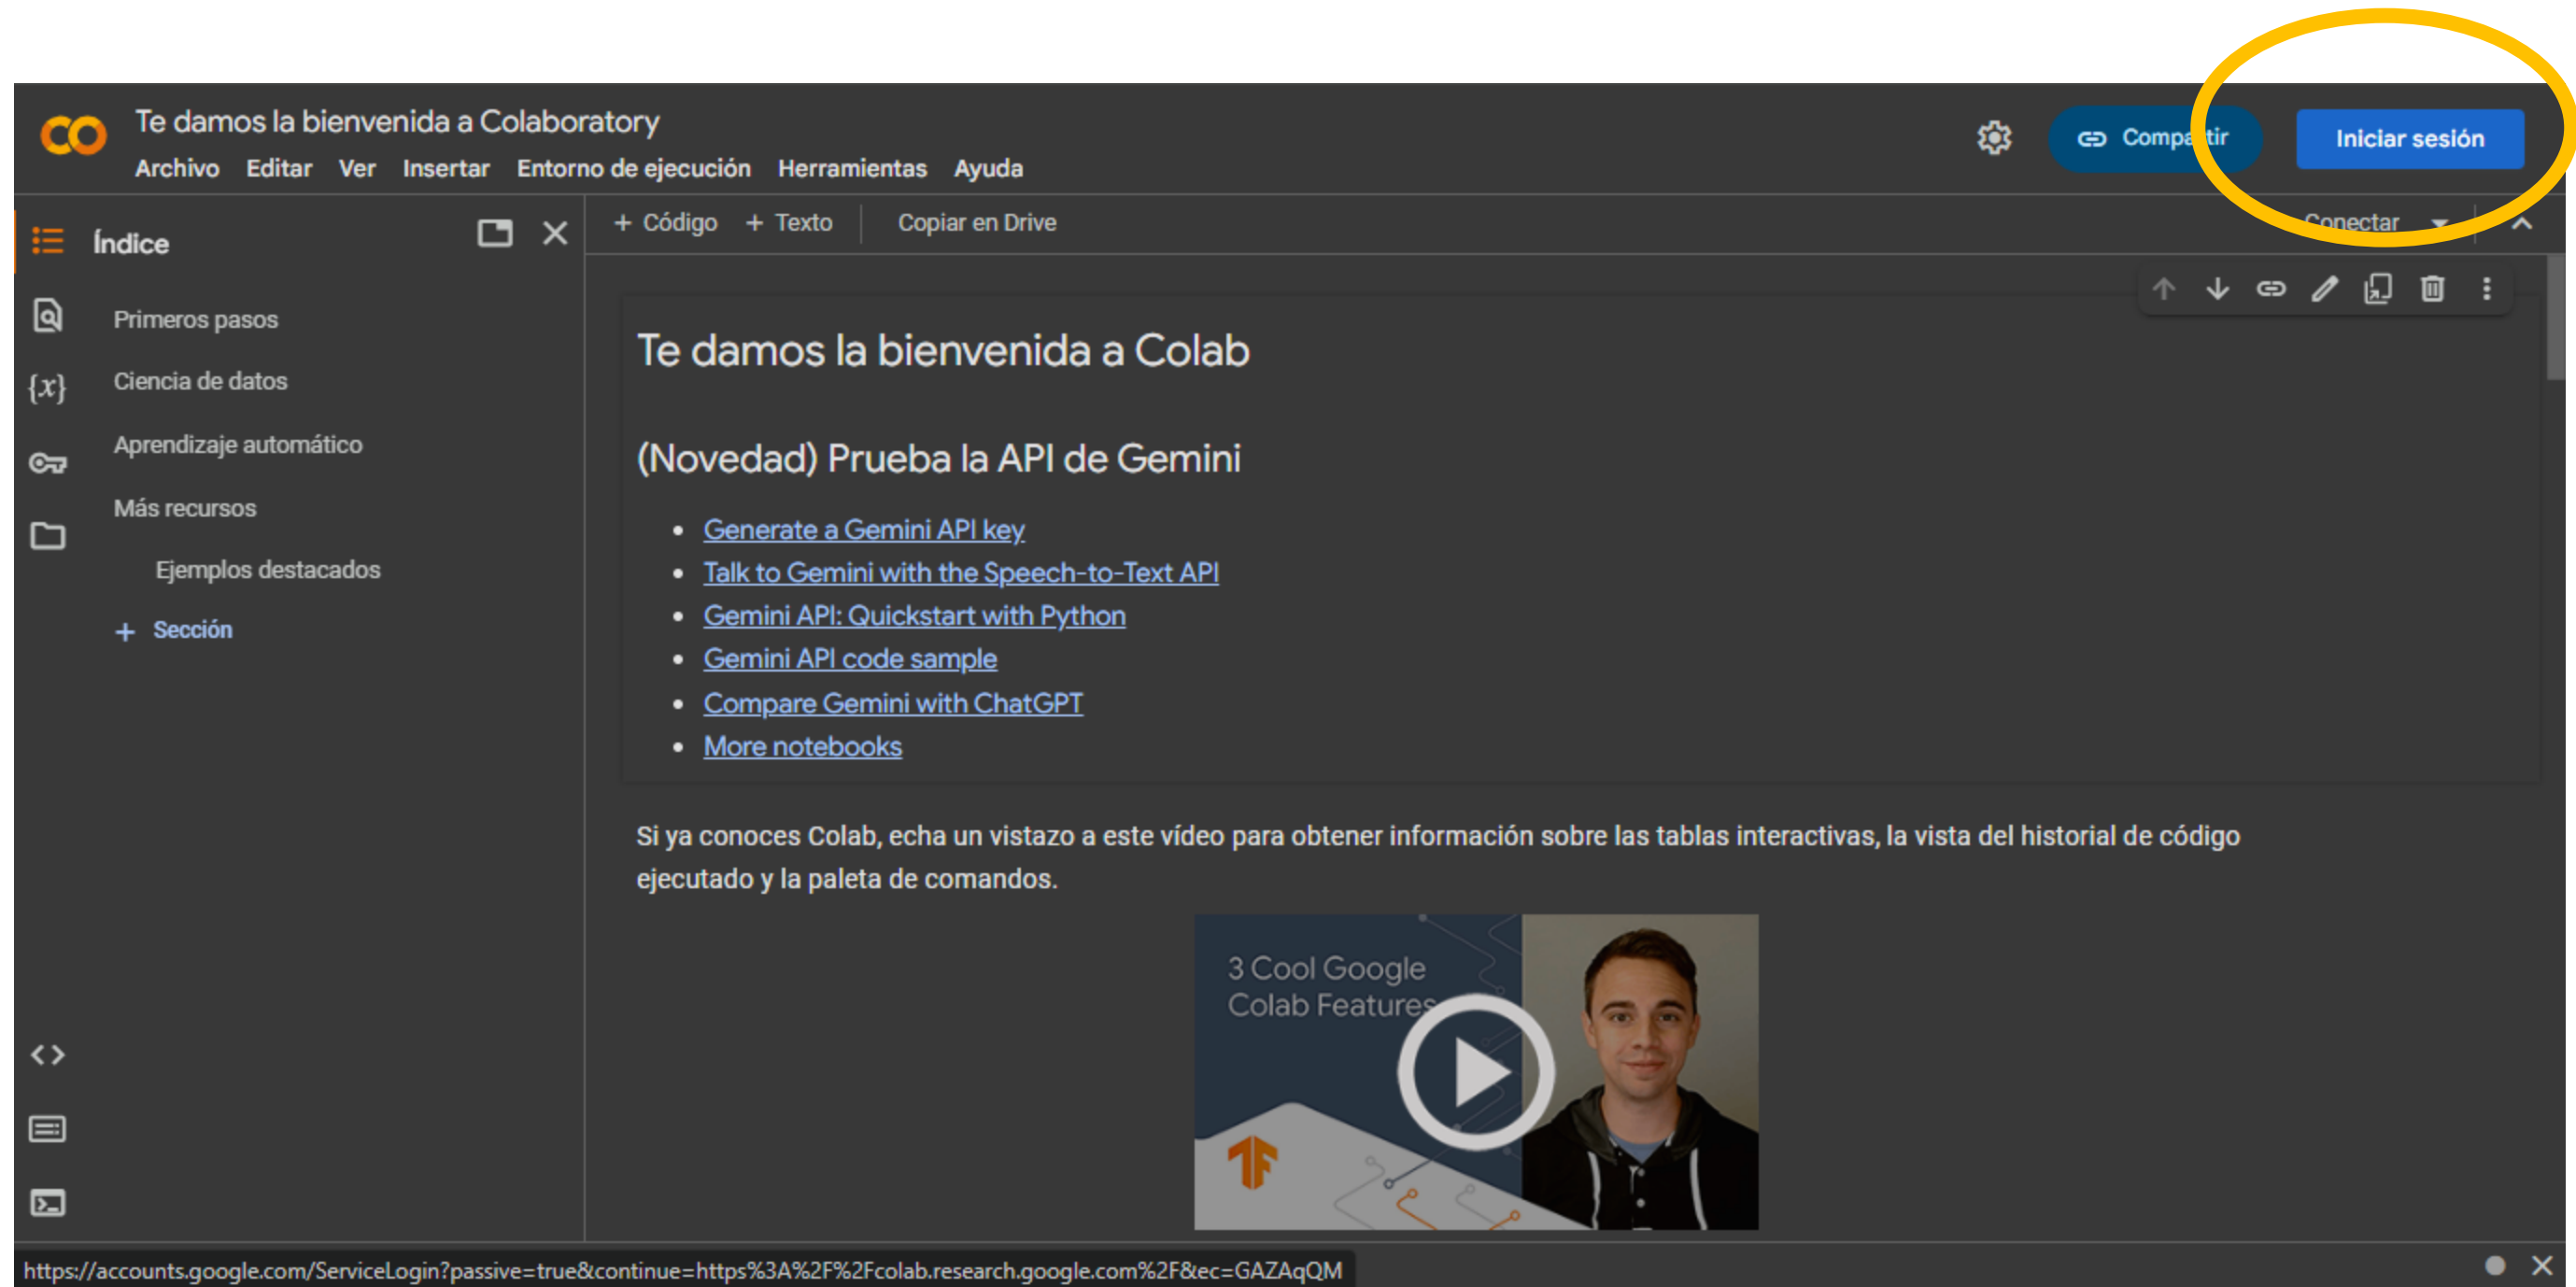 Te damos la bienvenida a Colaboratory
Archivo Editar Ver Insertar Entorno de ejecución Herramientas Ayuda
Compartir
Iniciar sesión
Índice
+ Código + Texto Copiar en Drive
Conectar
Primeros pasos
{x}
Ciencia de datos
Aprendizaje automático
Más recursos
Ejemplos destacados
+ Sección
Te damos la bienvenida a Colab
(Novedad) Prueba la API de Gemini
• Generate a Gemini API key
• Talk to Gemini with the Speech-to-Text API
• Gemini API: Quickstart with Python
• Gemini API code sample
• Compare Gemini with ChatGPT
• More notebooks
Si ya conoces Colab, echa un vistazo a este vídeo para obtener información sobre las tablas interactivas, la vista del historial de código
ejecutado y la paleta de comandos.
3 Cool Google
Colab Features
https://accounts.google.com/ServiceLogin?passive=true&continue=https%3A%2F%2Fcolab.research.google.com%2F&ec=GAZAqQM